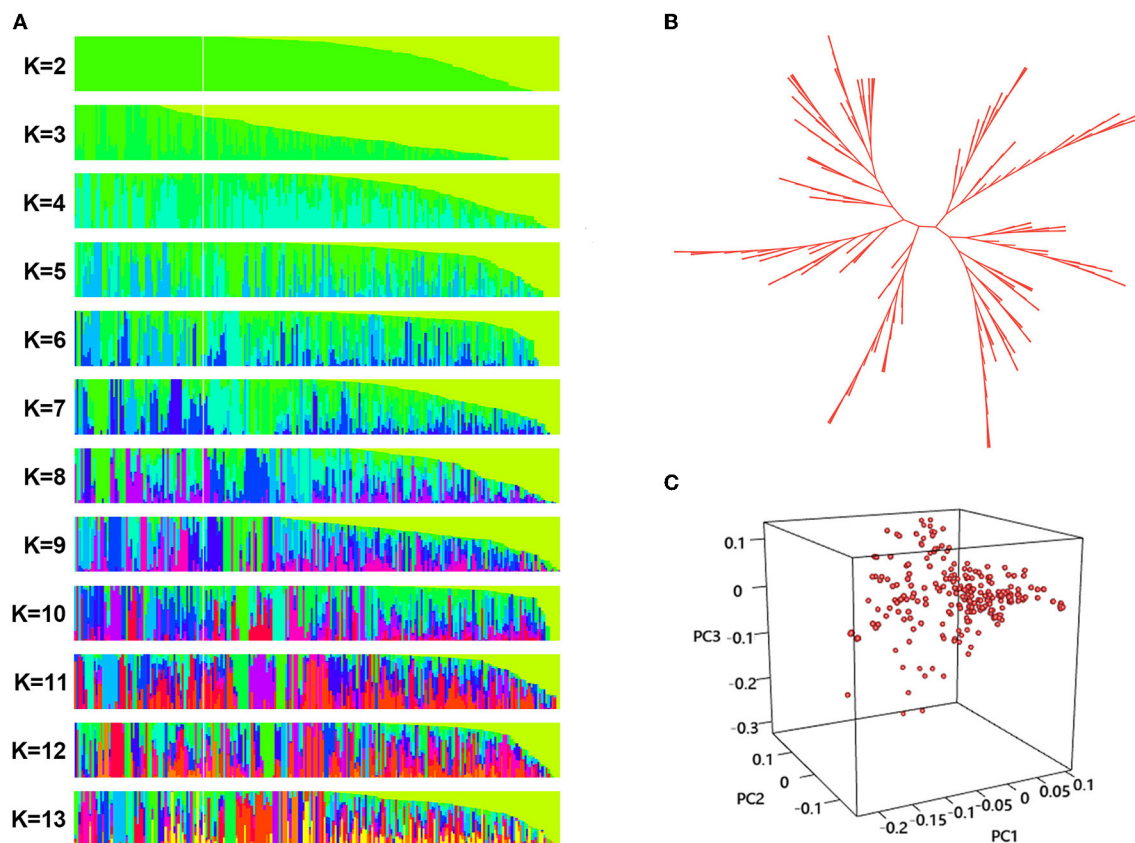 A
B
K=2
K=3
K=4
K=5
K=6
K=7
K=8
C
K=9
K=10
K=11
K=12
K=13
0.1
0
-0.1
-0.2
-0.3
PC3
0.1
0
-0.1
PC2
-0.2
-0.15
-0.1
-0.05
0
0.05
0.1
PC1